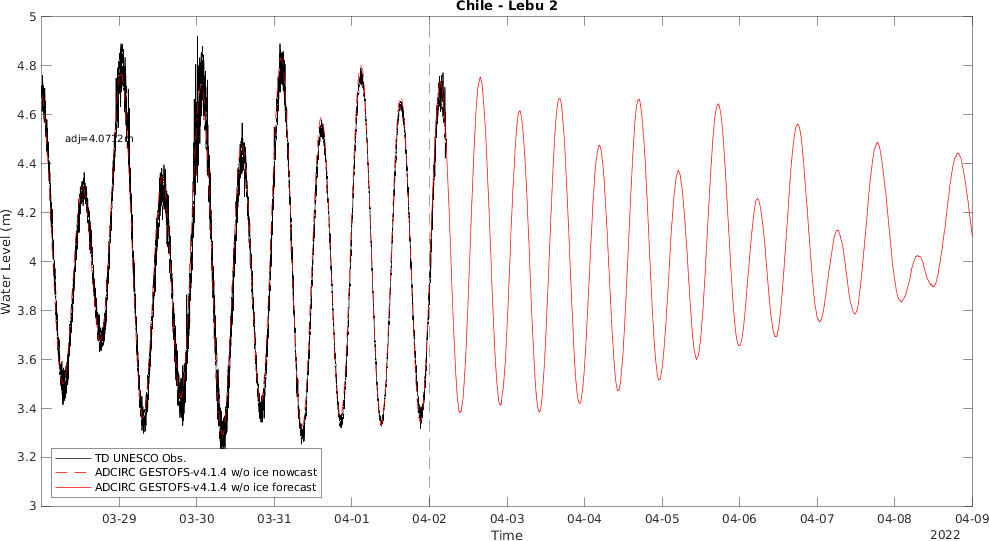 Chile - Lebu 2
5
4.8
4.6
4.4
4.2
4
3.8
3.6
3.4
3.2
3
Water Level (m)
TD UNESCO Obs.
ADCIRC GESTOFS-v4.1.4 w/o ice nowcast
ADCIRC GESTOFS-v4.1.4 w/o ice forecast
03-29 03-30 03-31 04-01 04-02 04-03 04-04 04-05 04-06 04-07 04-08 04-09
Time
2022